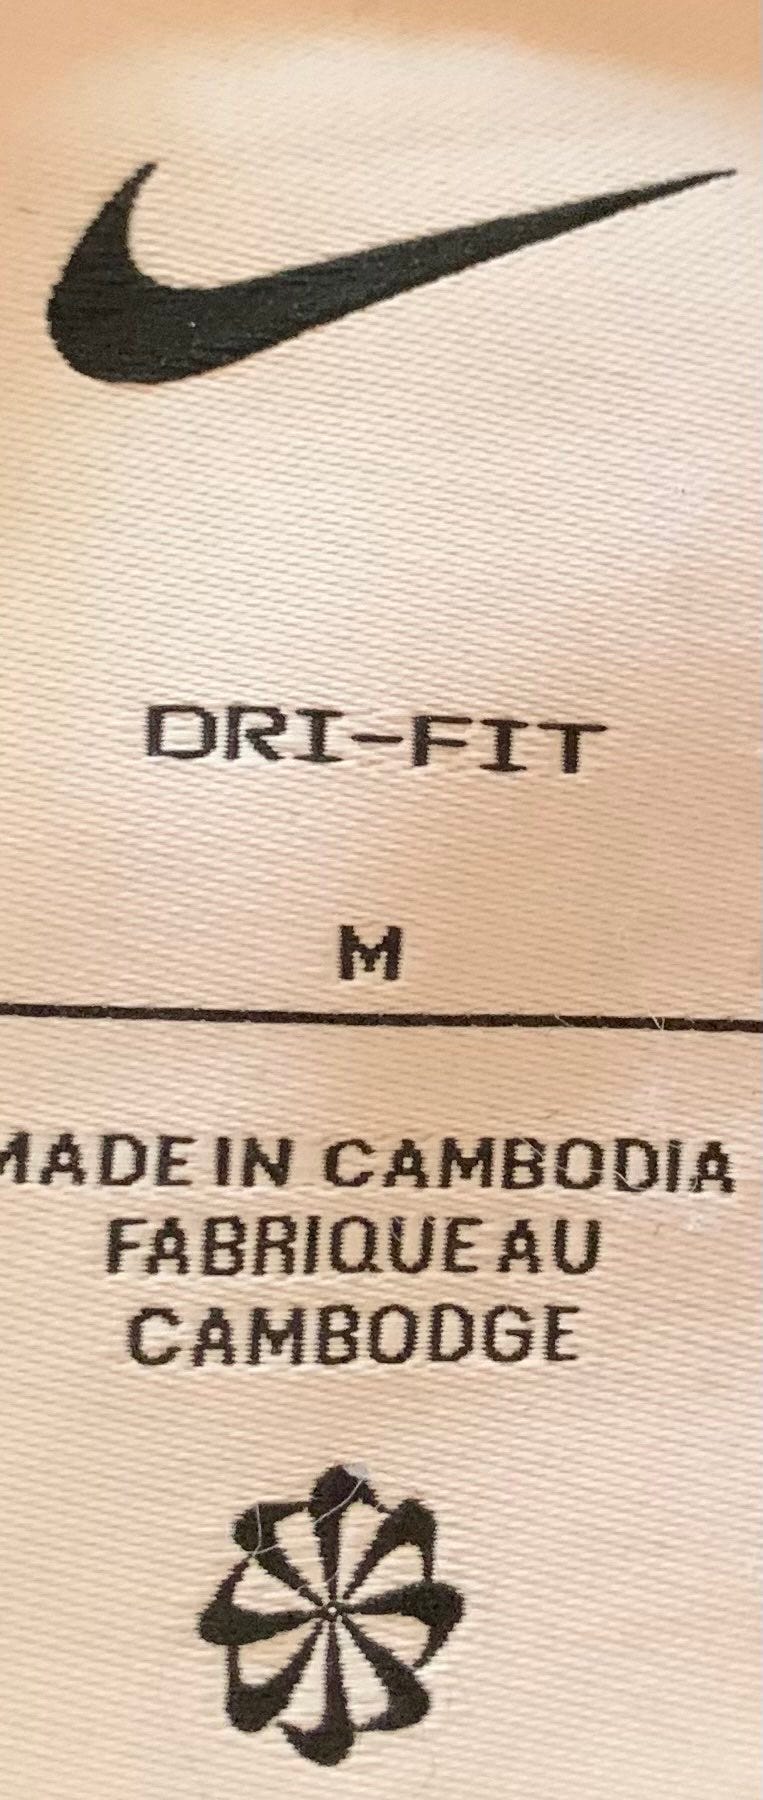 DRI-FIT
M
MADE IN CAMBODIA
FABRIQUE AU
CAMBODGE